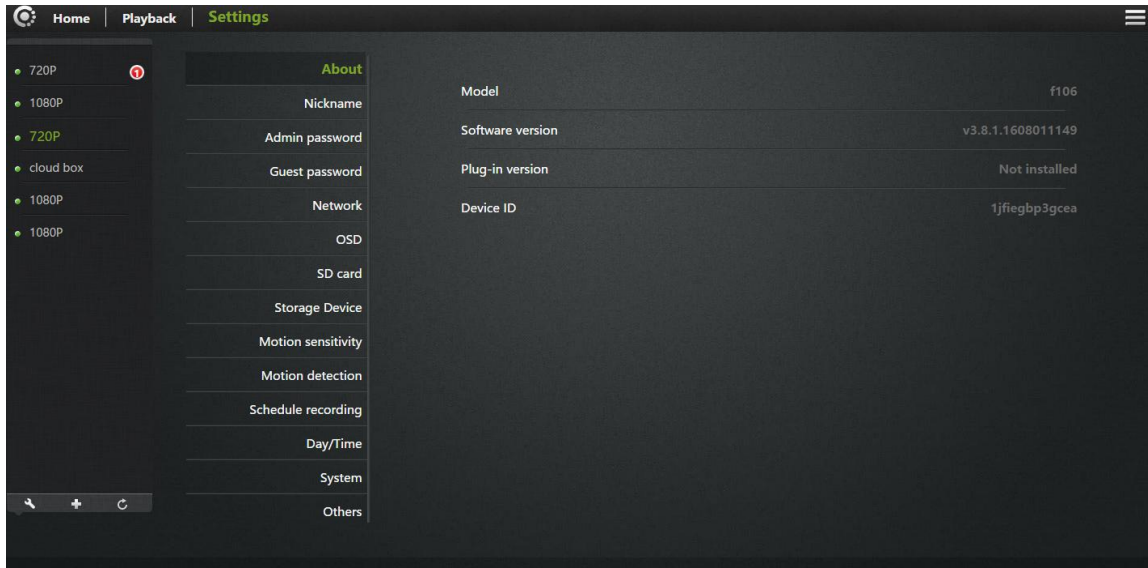 Home Playback Settings
720P 1
1080P
720P
cloud box
1080P
1080P
About
Nickname
Admin password
Guest password
Network
OSD
SD card
Storage Device
Motion sensitivity
Motion detection
Schedule recording
Day/Time
System
Others
Model f106
Software version v3.8.1.1608011149
Plug-in version Not installed
Device ID 1jfiegbp3gcea